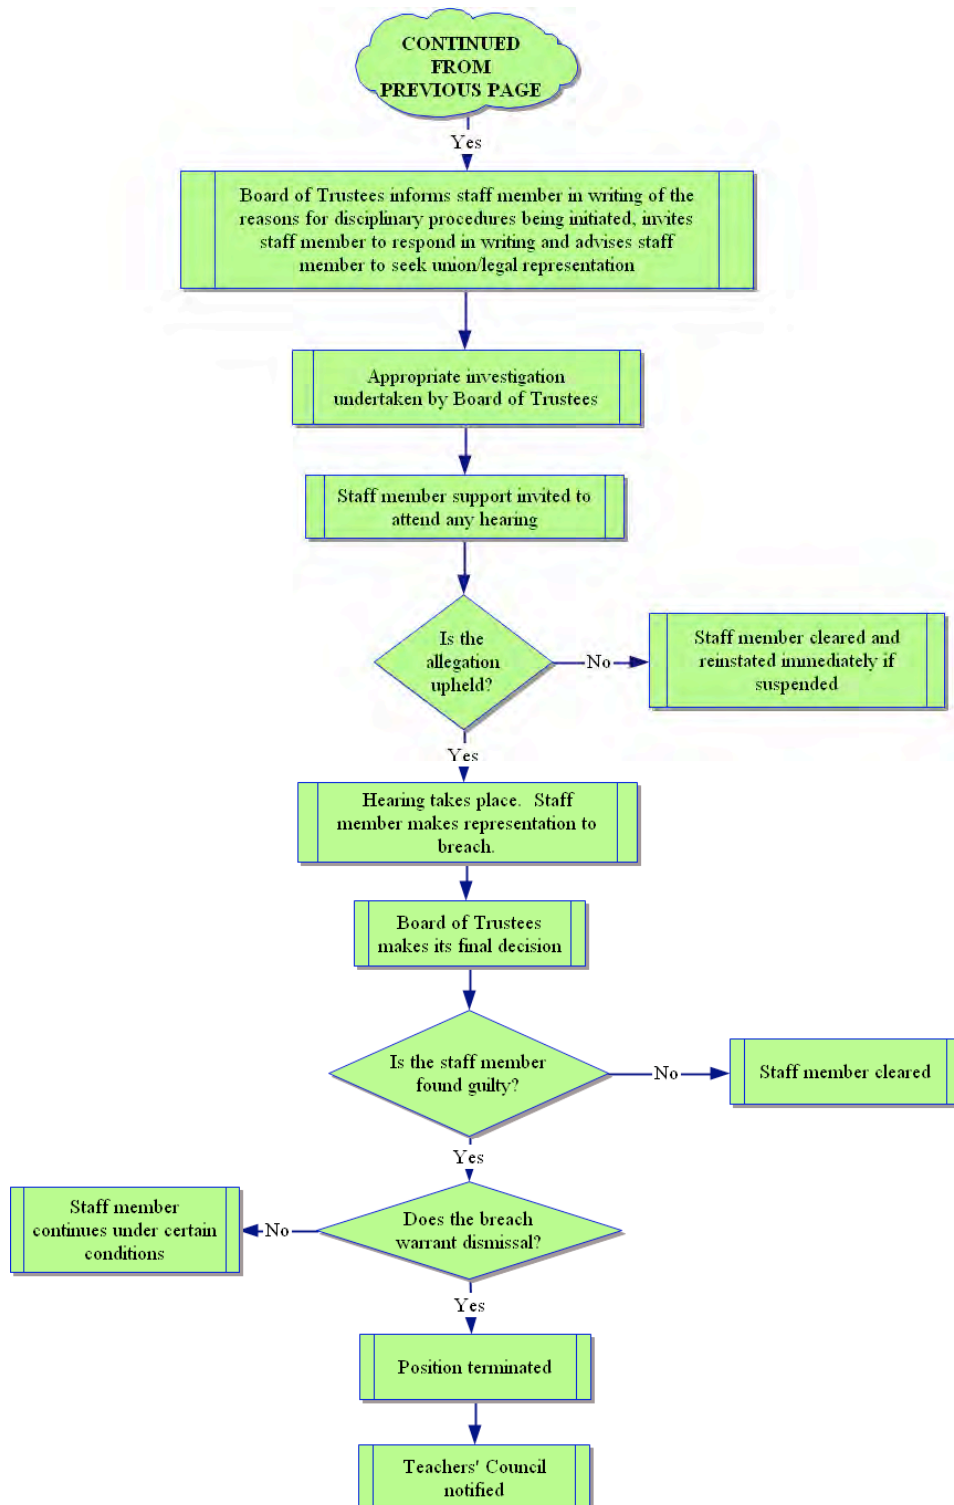 CONTINUED
FROM
PREVIOUS PAGE
Yes
Board of Trustees informs staff member in writing of the
reasons for disciplinary procedures being initiated, invites
staff member to respond in writing and advises staff
member to seek union/legal representation
Appropriate investigation
undertaken by Board of Trustees
Staff member support invited to
attend any hearing
Is the
allegation
upheld?
No
Staff member cleared and
reinstated immediately if
suspended
Yes
Hearing takes place. Staff
member makes representation to
breach.
Board of Trustees
makes its final decision
Is the staff member
found guilty?
No
Staff member cleared
Yes
Does the breach
warrant dismissal?
No
Staff member
continues under certain
conditions
Yes
Position terminated
Teachers' Council
notified